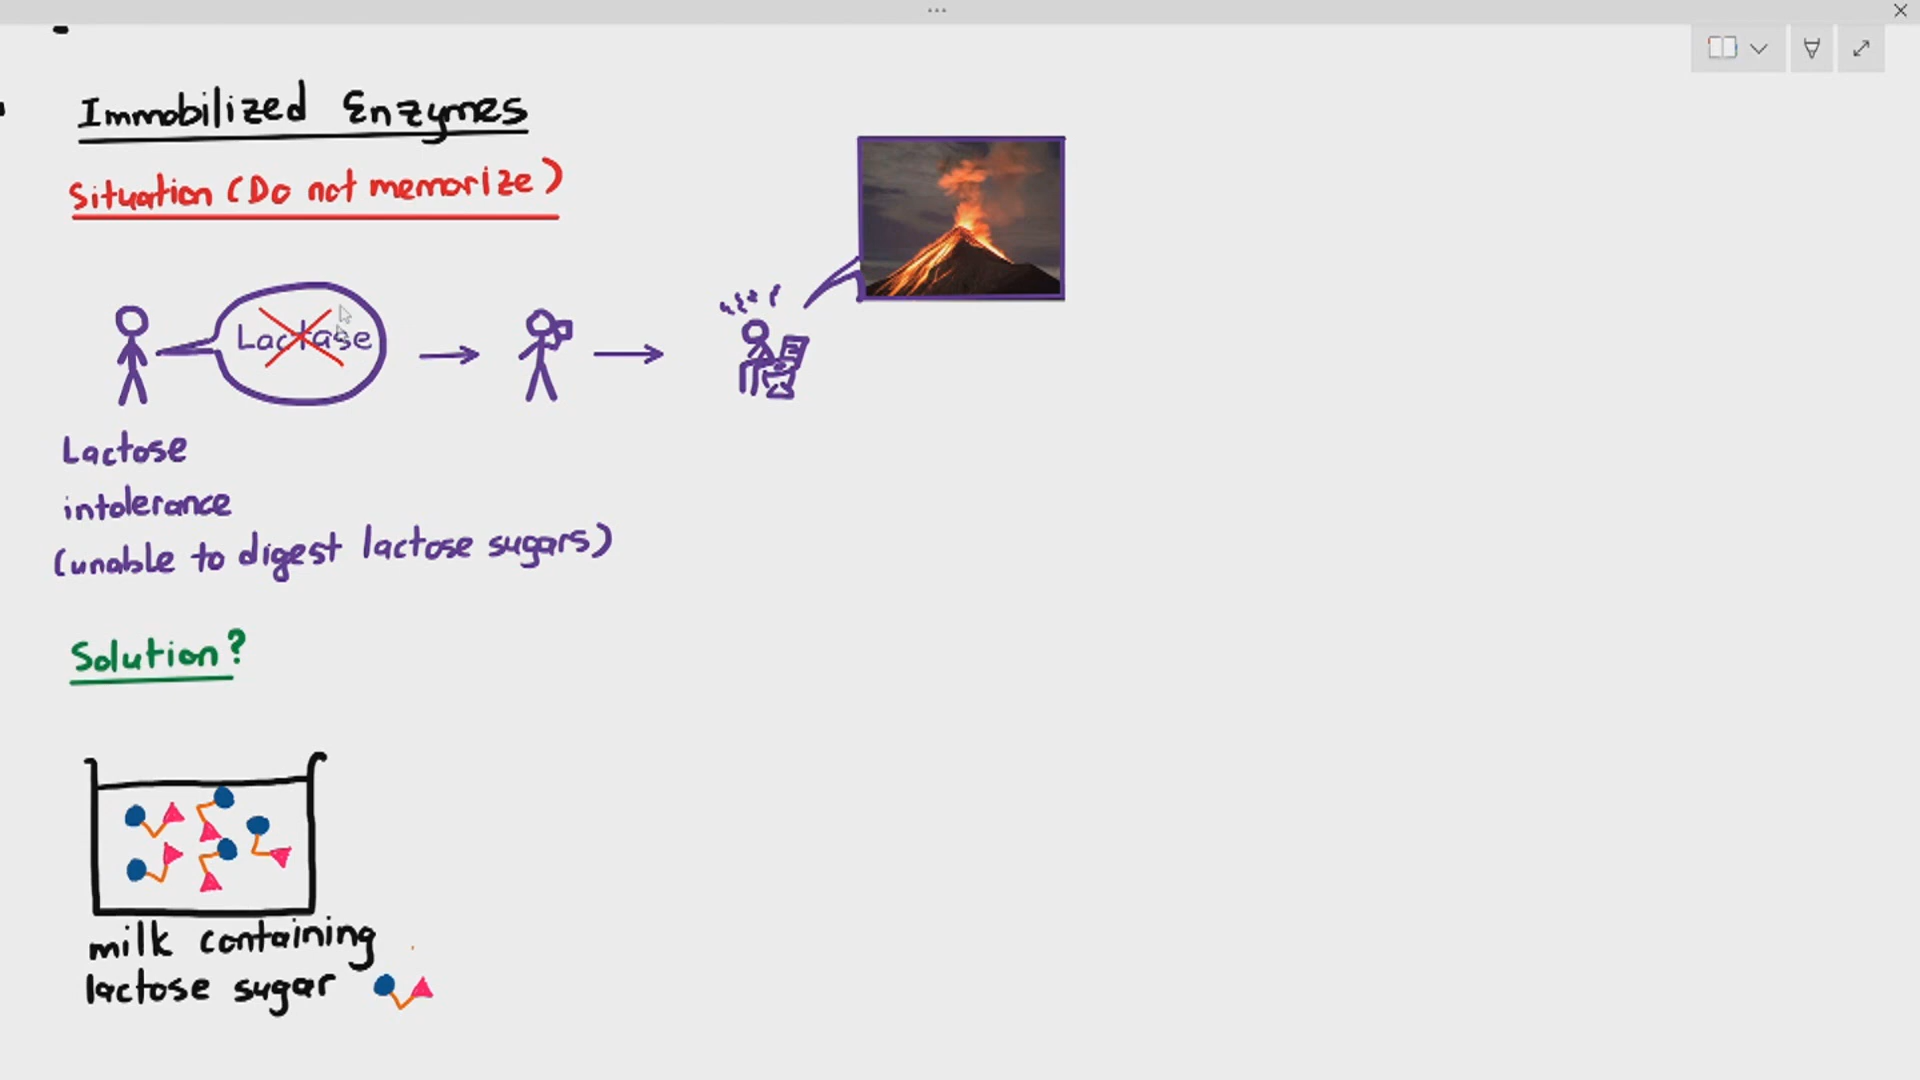 Immobilized Enzymes
Situation (Do not memorize)
Lactase
Lactose
intolerance
(unable to digest lactose sugars)
Solution?
milk containing
lactose sugar